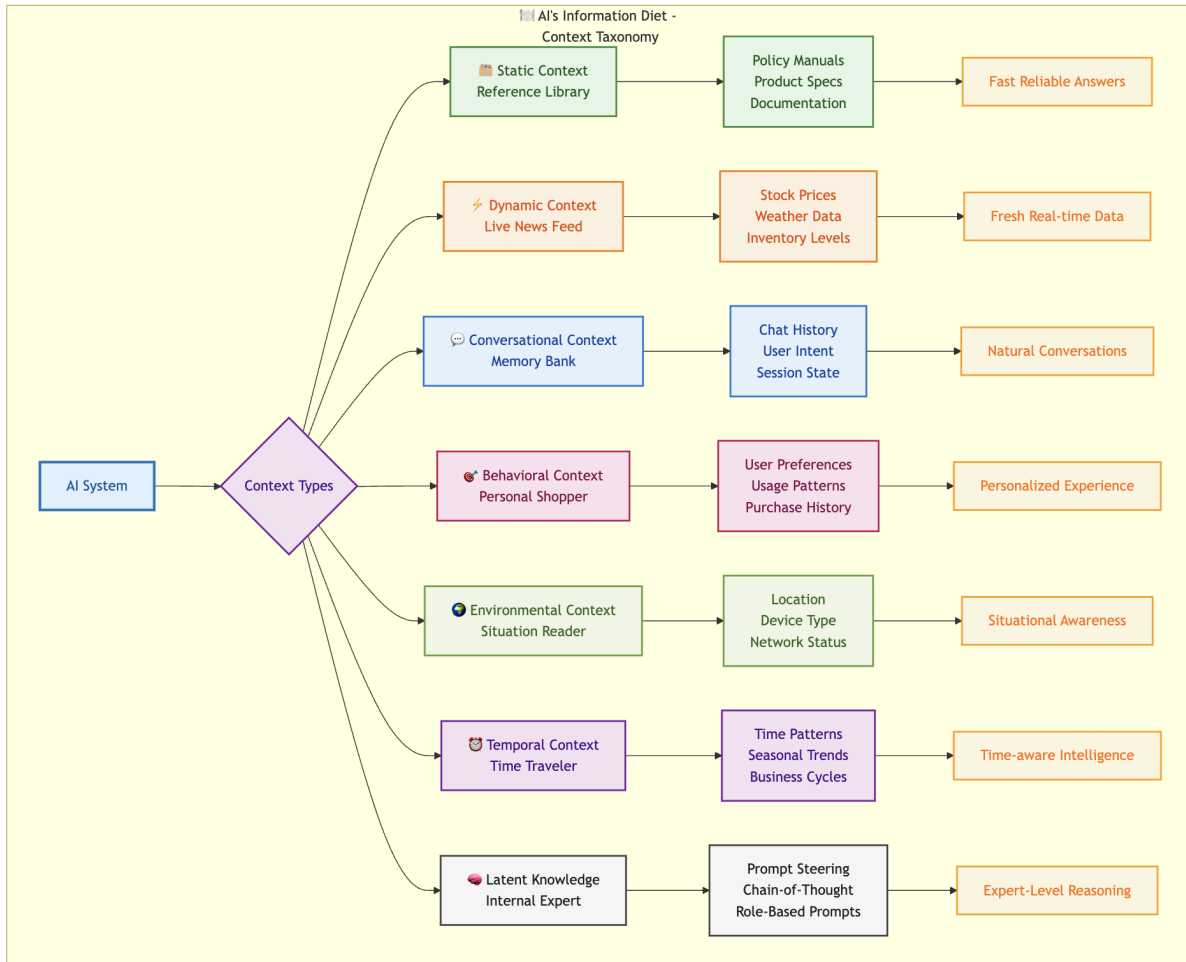 🍽️ AI's Information Diet -
Context Taxonomy
AI System
Context Types
🗂️ Static Context
Reference Library
Policy Manuals
Product Specs
Documentation
Fast Reliable Answers
⚡ Dynamic Context
Live News Feed
Stock Prices
Weather Data
Inventory Levels
Fresh Real-time Data
💬 Conversational Context
Memory Bank
Chat History
User Intent
Session State
Natural Conversations
🎯 Behavioral Context
Personal Shopper
User Preferences
Usage Patterns
Purchase History
Personalized Experience
🌍 Environmental Context
Situation Reader
Location
Device Type
Network Status
Situational Awareness
⏰ Temporal Context
Time Traveler
Time Patterns
Seasonal Trends
Business Cycles
Time-aware Intelligence
🧠 Latent Knowledge
Internal Expert
Prompt Steering
Chain-of-Thought
Role-Based Prompts
Expert-Level Reasoning